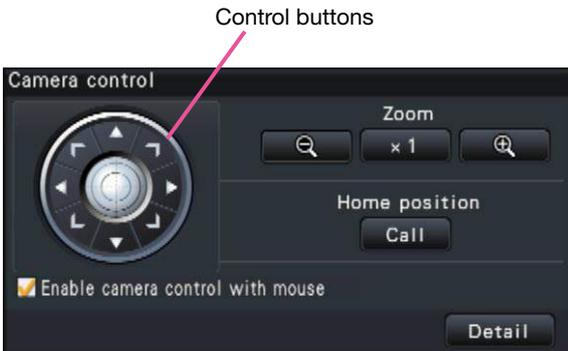 Control buttons
Camera control
Zoom
× 1
Home position
Call
Enable camera control with mouse
Detail